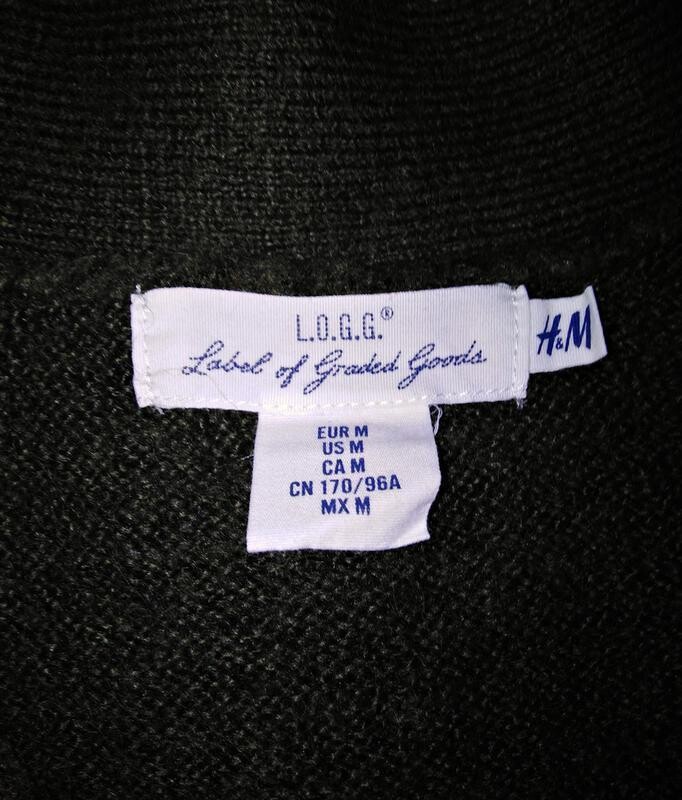 L.O.G.G.®
Label of Graded Goods
H&M
EUR M
US M
CA M
CN 170/96A
MX M